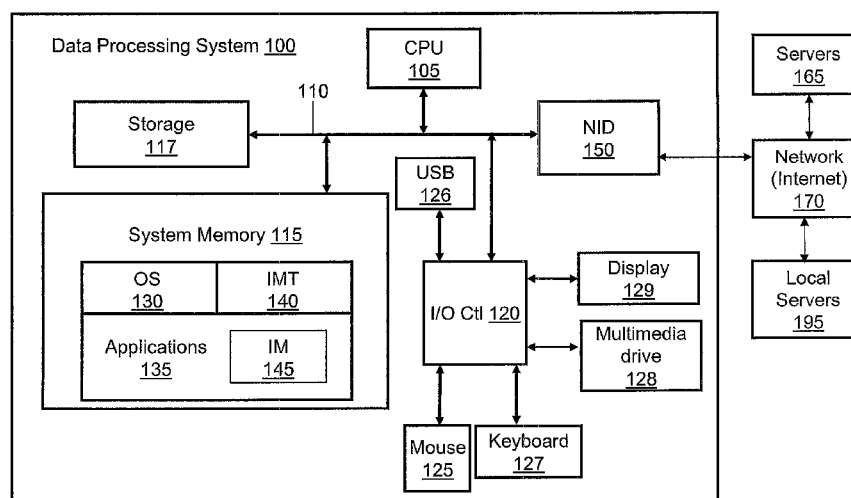 Data Processing System 100
CPU
105
Servers
165
110
Storage
117
NID
150
Network
(Internet)
170
USB
126
System Memory 115
OS
130
IMT
140
Applications
135
IM
145
I/O Ctl 120
Display
129
Multimedia
drive
128
Local
Servers
195
Mouse
125
Keyboard
127